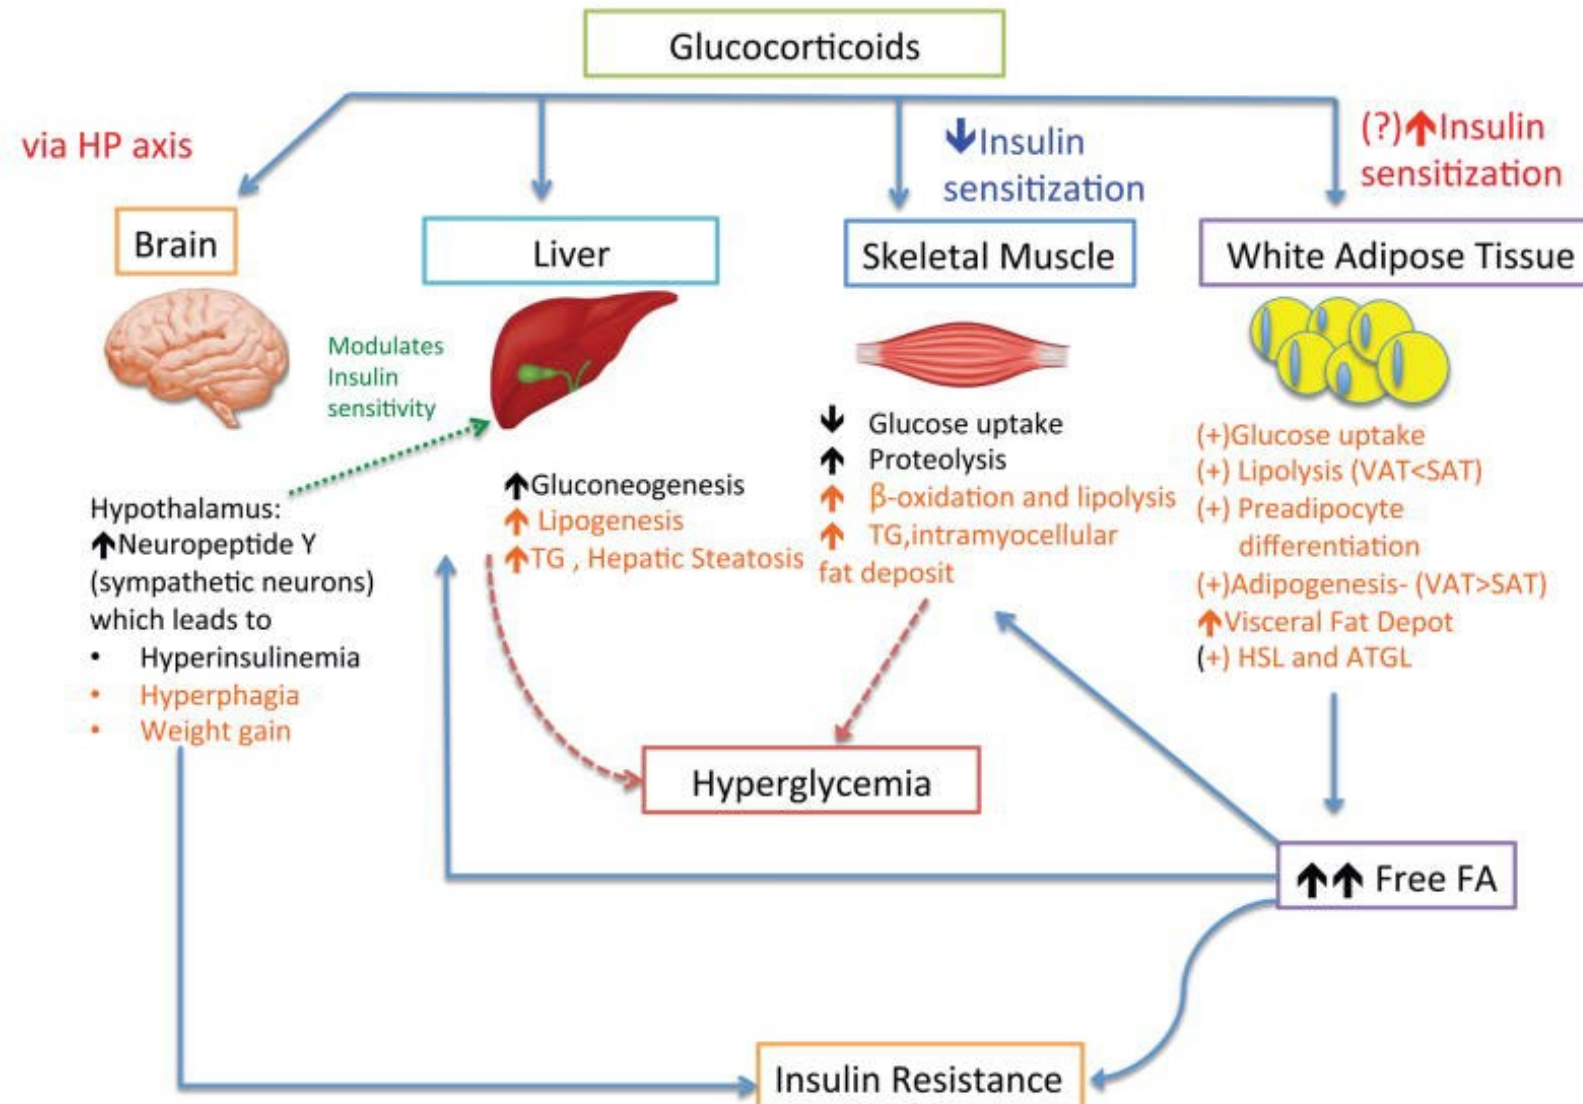 Glucocorticoids
via HP axis
↓Insulin
sensitization
(?)↑Insulin
sensitization
Brain
Liver
Skeletal Muscle
White Adipose Tissue
Modulates
Insulin
sensitivity
Hypothalamus:
↑Neuropeptide Y
(sympathetic neurons)
which leads to
• Hyperinsulinemia
• Hyperphagia
• Weight gain
↑Gluconeogenesis
↑ Lipogenesis
↑TG , Hepatic Steatosis
↓ Glucose uptake
↑ Proteolysis
↑ β-oxidation and lipolysis
↑ TG,intramyocellular
fat deposit
(+)Glucose uptake
(+) Lipolysis (VAT<SAT)
(+) Preadipocyte
differentiation
(+)Adipogenesis- (VAT>SAT)
↑Visceral Fat Depot
(+) HSL and ATGL
Hyperglycemia
↑↑ Free FA
Insulin Resistance